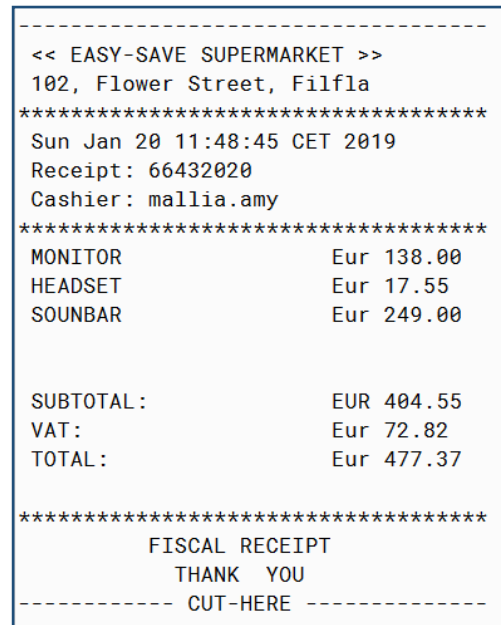 ------------------------------------
<< EASY-SAVE SUPERMARKET >>
102, Flower Street, Filfla
************************************
Sun Jan 20 11:48:45 CET 2019
Receipt: 66432020
Cashier: mallia.amy
************************************
MONITOR Eur 138.00
HEADSET Eur 17.55
SOUNBAR Eur 249.00
SUBTOTAL: EUR 404.55
VAT: Eur 72.82
TOTAL: Eur 477.37
************************************
FISCAL RECEIPT
THANK YOU
------------ CUT-HERE --------------